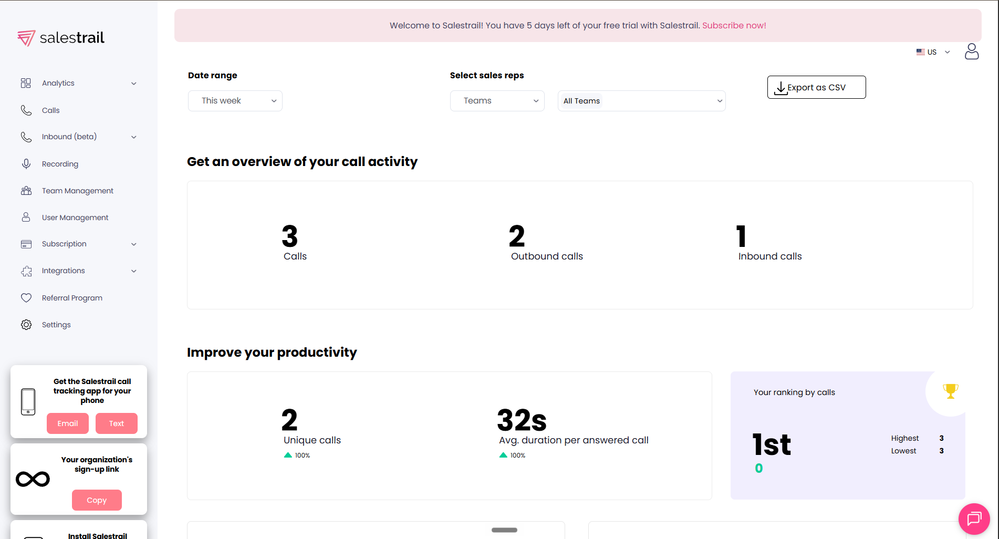 Welcome to Salestrail! You have 5 days left of your free trial with Salestrail. Subscribe now!
salestrail
US
Analytics
Calls
Inbound (beta)
Recording
Team Management
User Management
Subscription
Integrations
Referral Program
Settings
Get the Salestrail call
tracking app for your
phone
Email Text
Your organization's
sign-up link
Copy
Install Salestrail
Date range
This week
Select sales reps
Teams
All Teams
Export as CSV
Get an overview of your call activity
3
Calls
2
Outbound calls
1
Inbound calls
Improve your productivity
2
Unique calls
100%
32s
Avg. duration per answered call
100%
Your ranking by calls
1st
0
Highest 3
Lowest 3